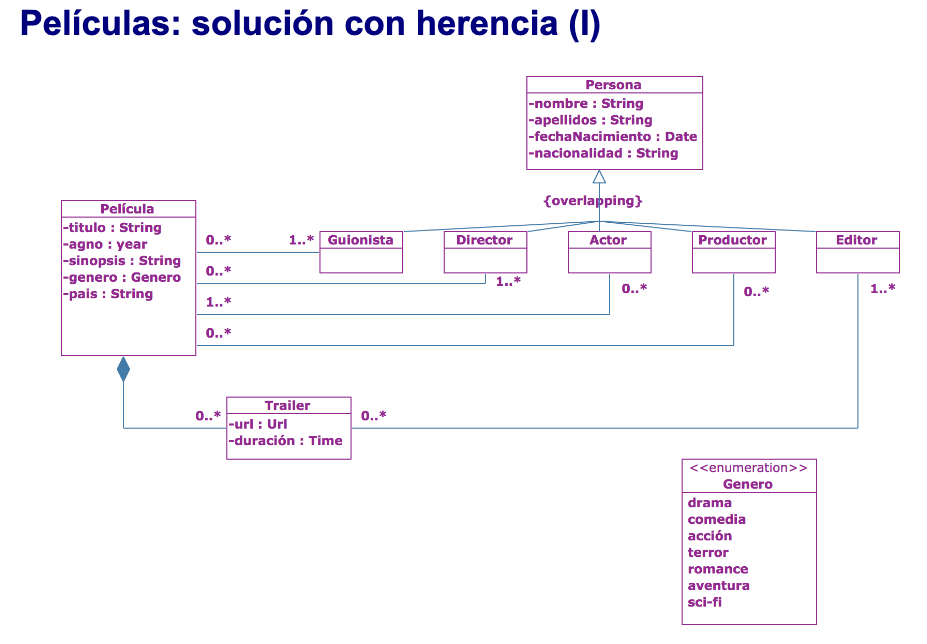 Películas: solución con herencia (I)
Persona
-nombre : String
-apellidos : String
-fechaNacimiento : Date
-nacionalidad : String
{overlapping}
Película
-titulo : String
-agno : year
-sinopsis : String
-genero : Genero
-pais : String
0..*
1..*
Guionista
Director
Actor
Productor
Editor
0..*
1..*
1..*
0..*
0..*
0..*
1..*
0..*
Trailer
-url : Url
-duración : Time
0..*
<<enumeration>>
Genero
drama
comedia
acción
terror
romance
aventura
sci-fi